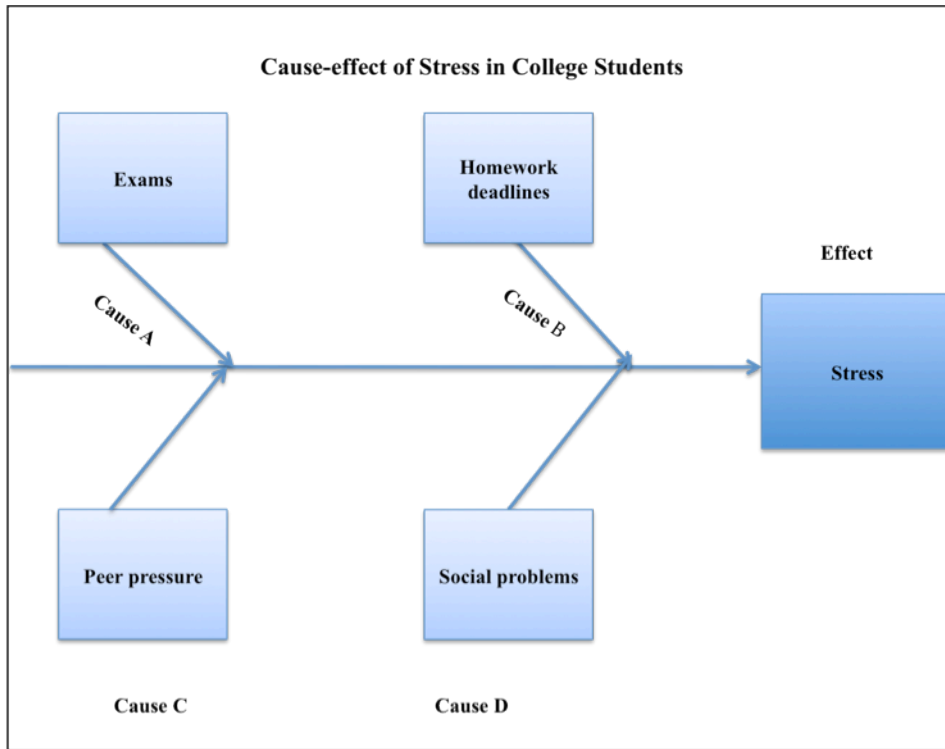 Cause-effect of Stress in College Students
Exams
Homework
deadlines
Effect
Cause A
Cause B
Stress
Peer pressure
Social problems
Cause C
Cause D